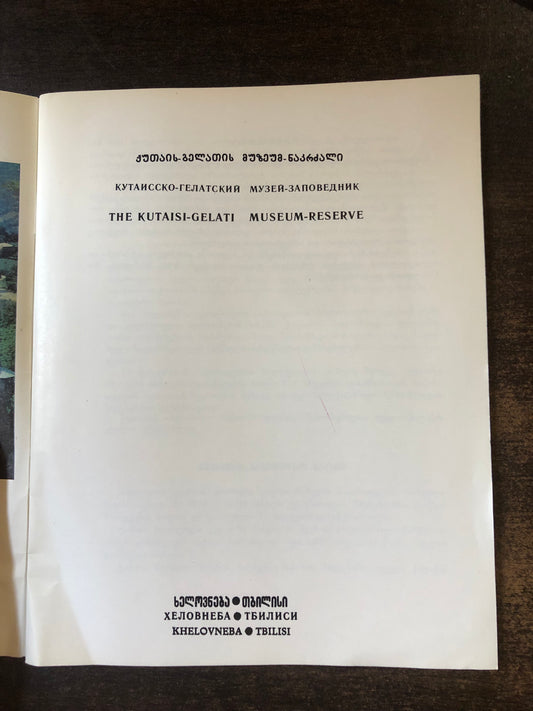 ქუთაის-გელათის მუზეუმ-ნაკრძალი
КУТАИССКО-ГЕЛАТСКИЙ МУЗЕЙ-ЗАПОВЕДНИК
THE KUTAISI-GELATI MUSEUM-RESERVE
ხელოვნება ● თბილისი
ХЕЛОВНЕБА ● ТБИЛИСИ
KHELOVNEBA ● TBILISI